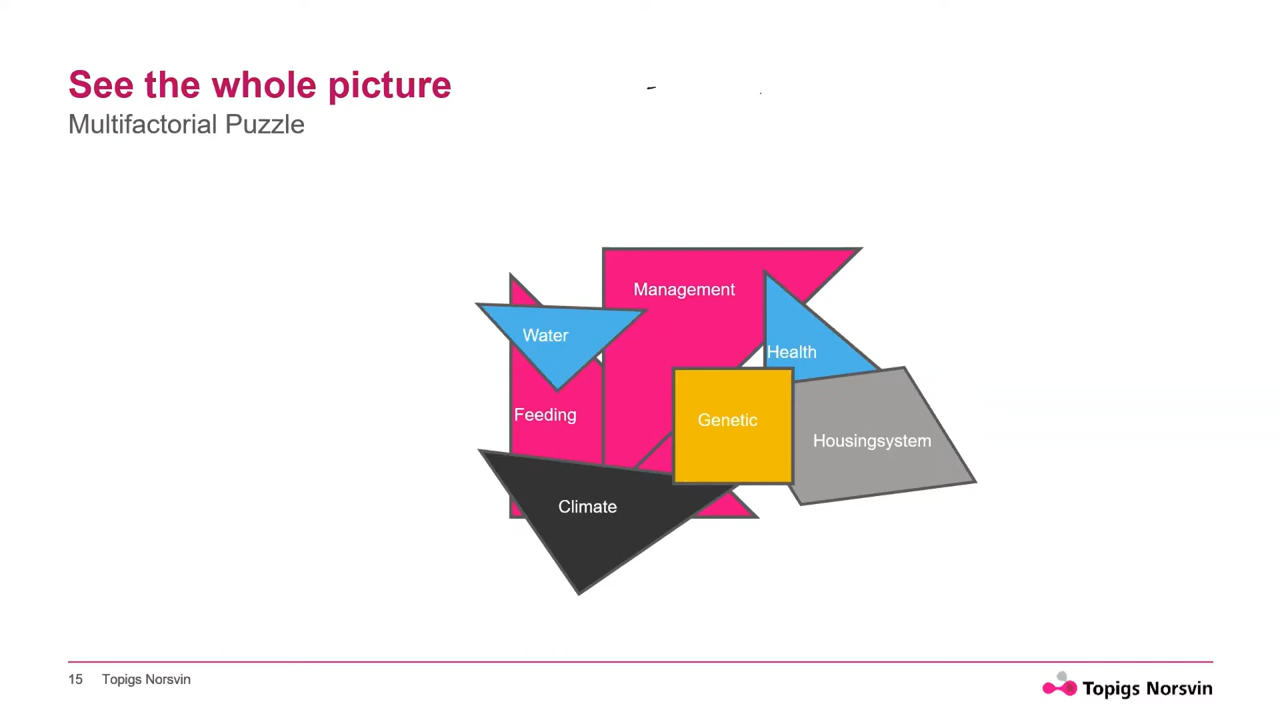 See the whole picture
Multifactorial Puzzle
Management
Water
Health
Feeding
Genetic
Housingsystem
Climate
15 Topigs Norsvin
Topigs Norsvin